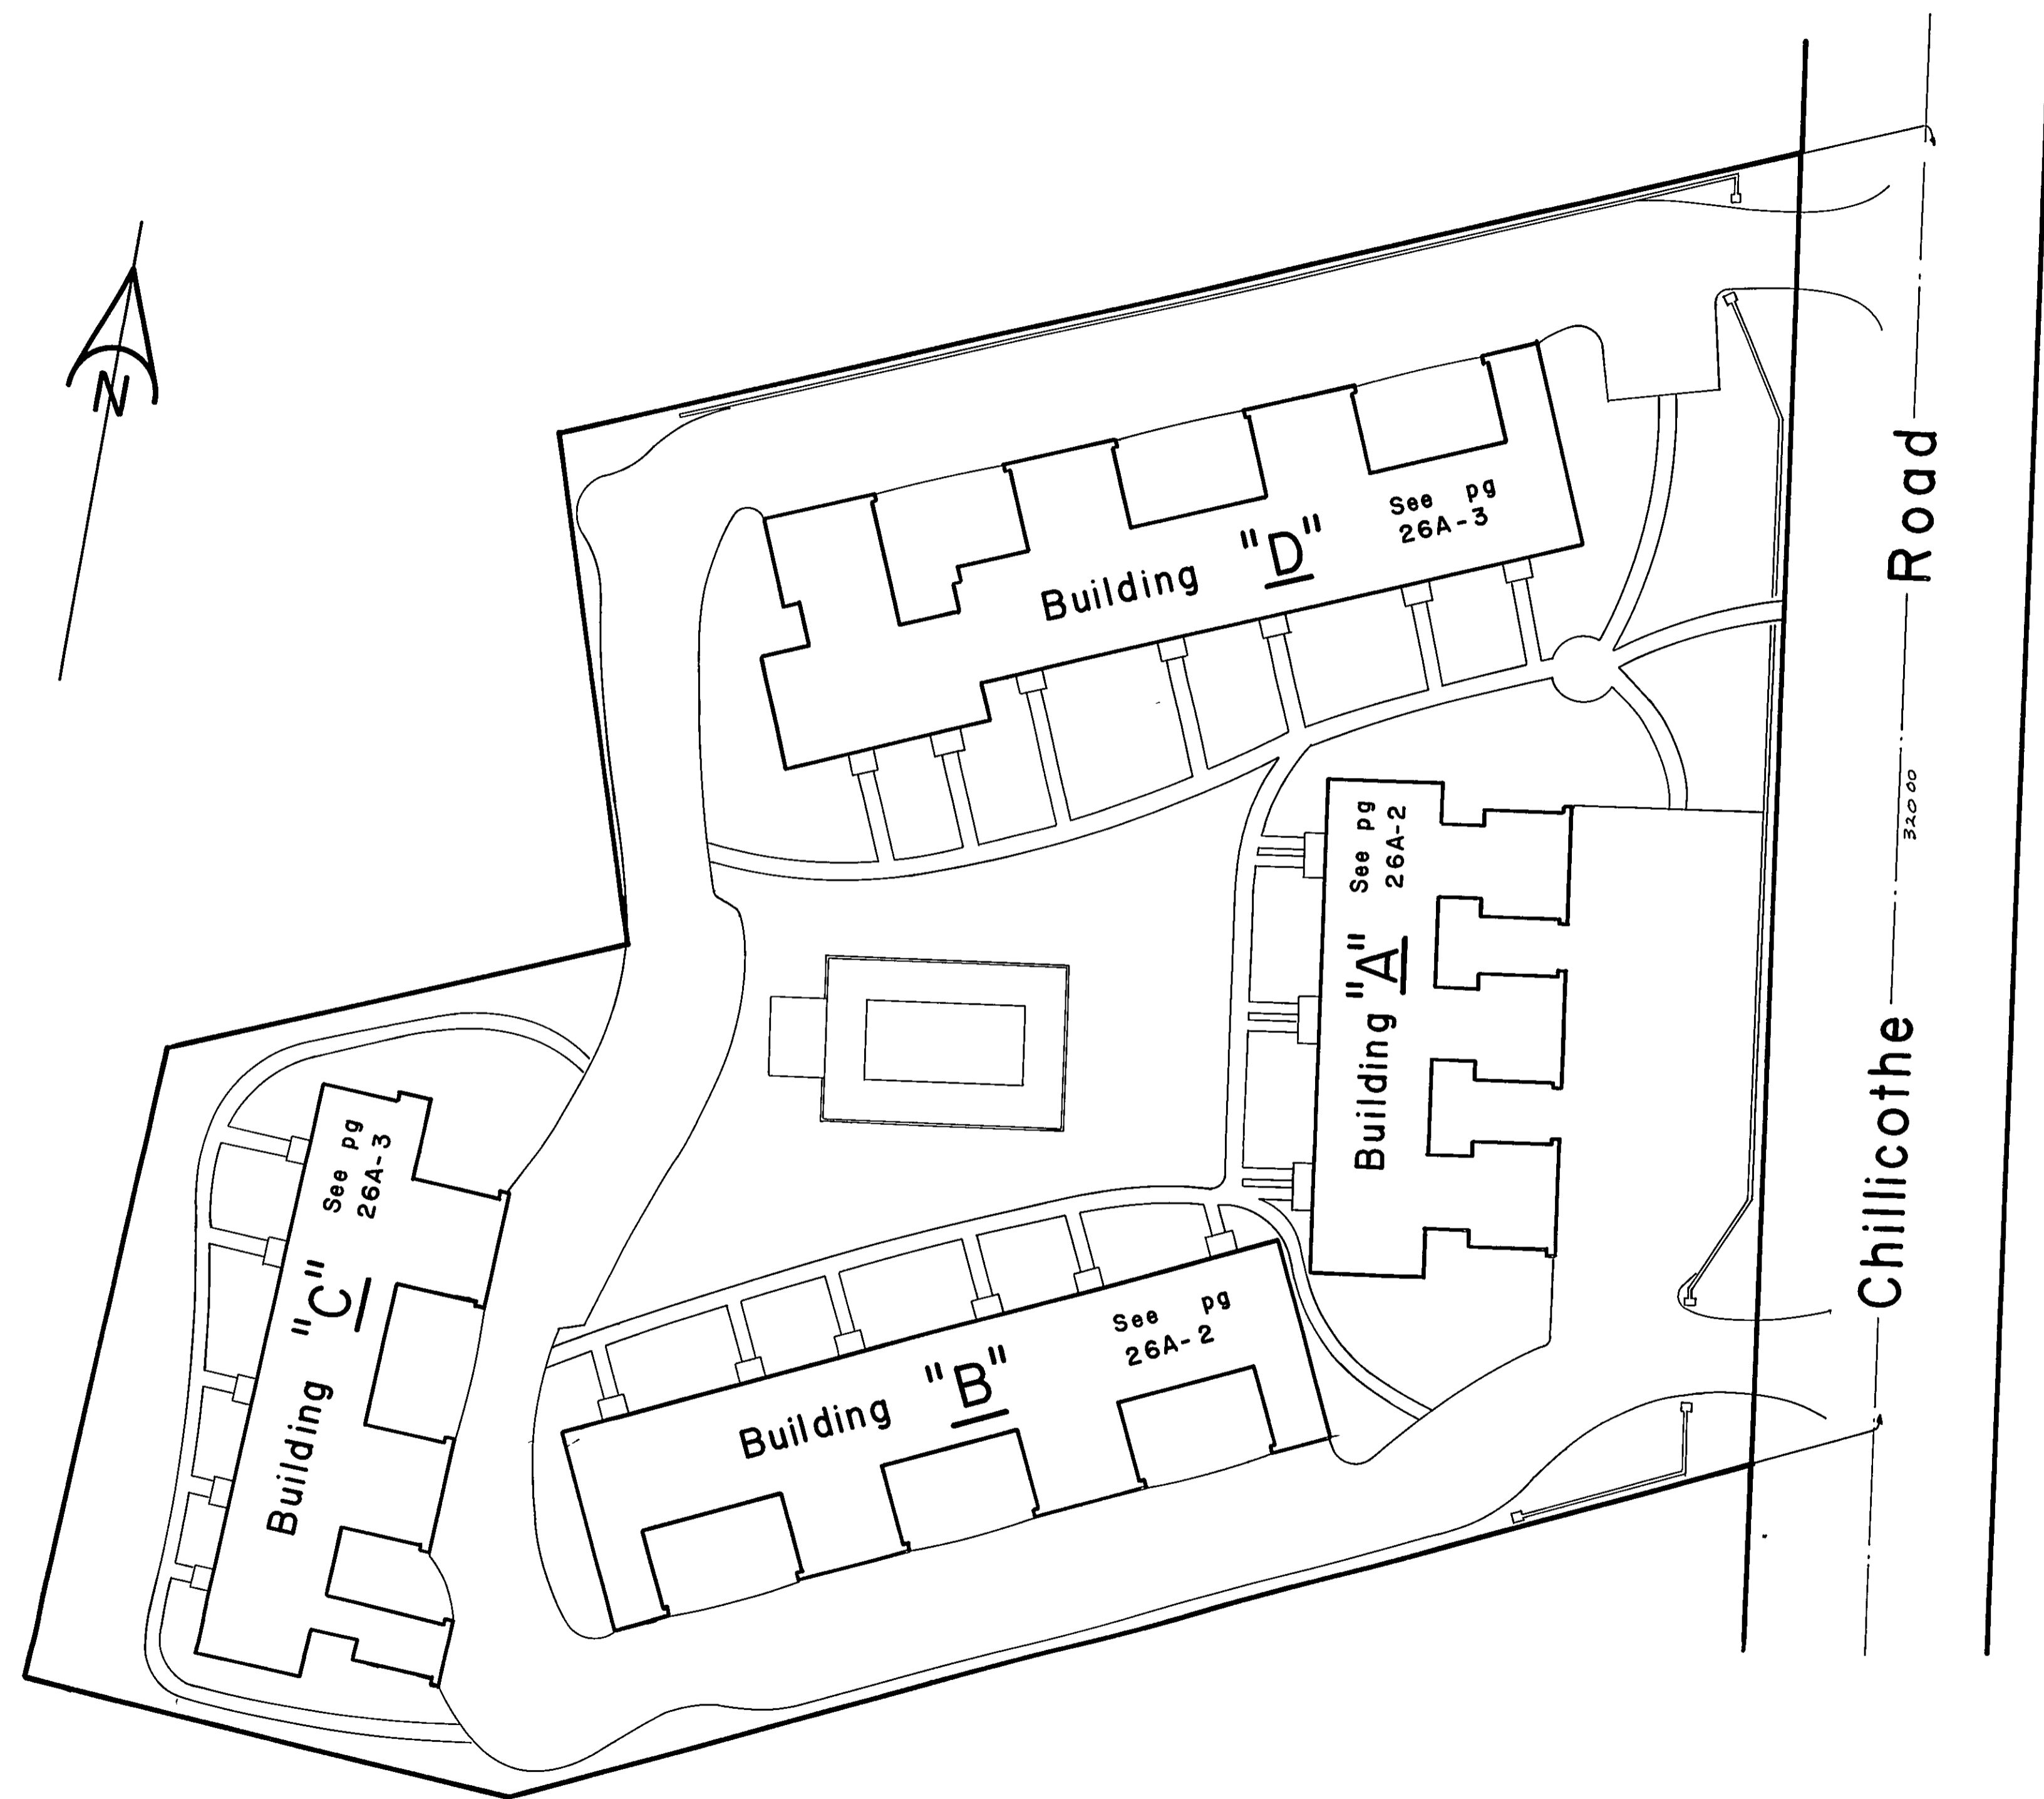 N
See pg
26A-3
Building "D"
See pg
26A-2
Building "A"
See pg
26A-3
Building "C"
See pg
26A-2
Building "B"
Chillicothe Road
32000